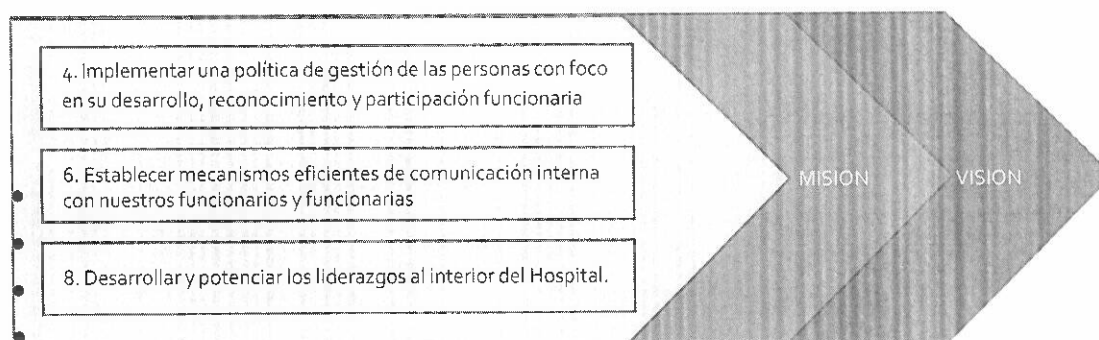 4. Implementar una política de gestión de las personas con foco
en su desarrollo, reconocimiento y participación funcionaria
6. Establecer mecanismos eficientes de comunicación interna
con nuestros funcionarios y funcionarias
8. Desarrollar y potenciar los liderazgos al interior del Hospital.
MISION
VISION